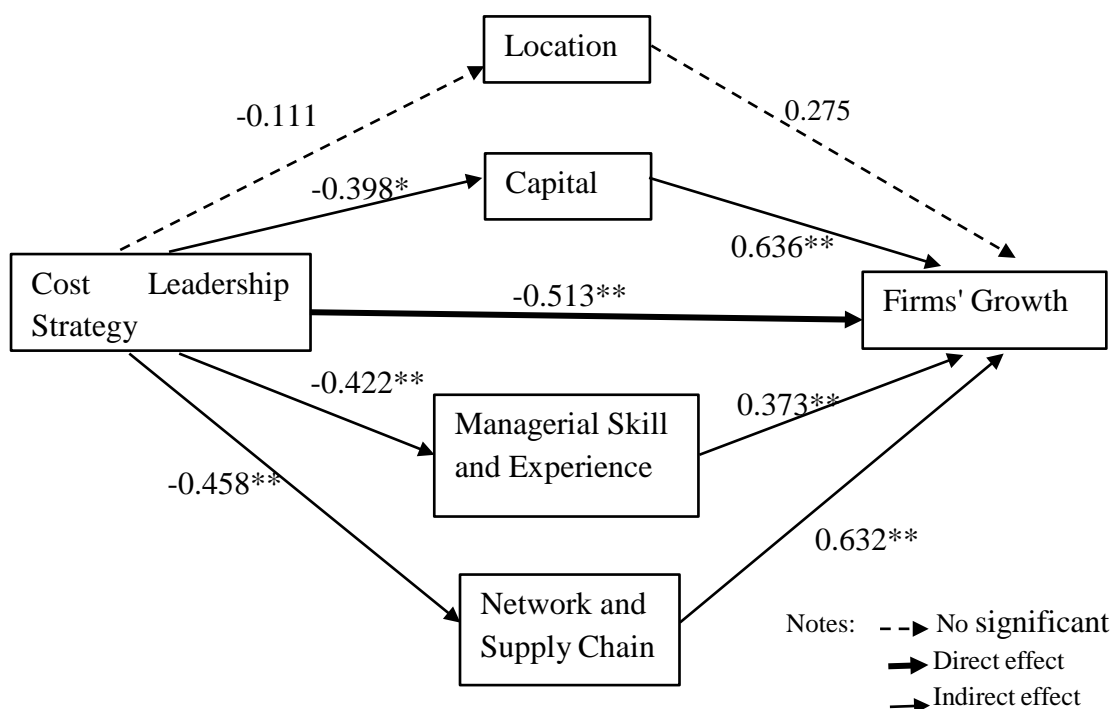 Location
-0.111
0.275
Capital
-0.398*
0.636**
Cost Leadership
Strategy
-0.513**
Firms' Growth
-0.422**
0.373**
Managerial Skill
and Experience
-0.458**
0.632**
Network and
Supply Chain
Notes:
No significant
Direct effect
Indirect effect